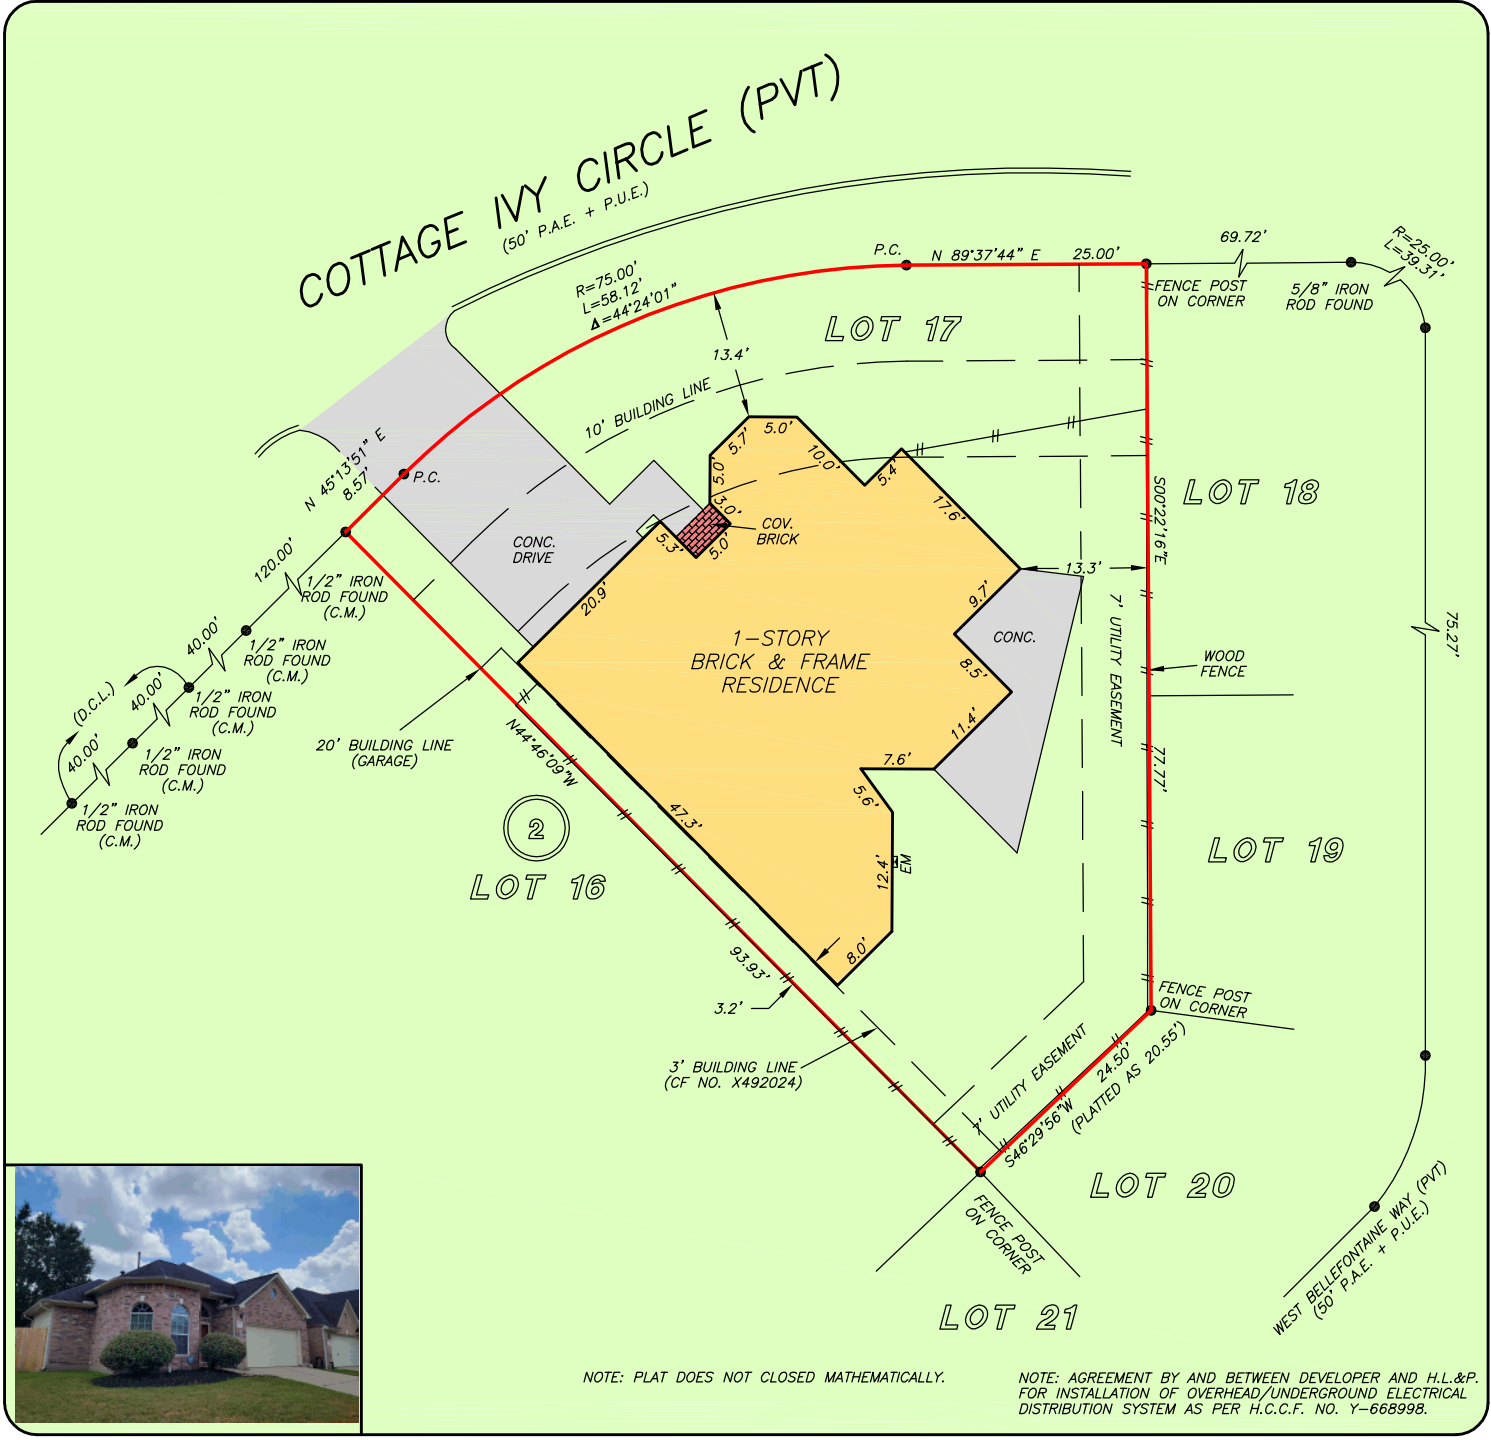 COTTAGE IVY CIRCLE (PVT)
(50' P.A.E. + P.U.E.)
R=75.00'
L=58.12'
Δ=44°24'01"
P.C.
N 89°37'44" E
25.00'
69.72'
R=25.00'
L=39.31'
FENCE POST
ON CORNER
5/8" IRON
ROD FOUND
LOT 17
13.4'
10' BUILDING LINE
N 45°13'51" E
8.57'
P.C.
5.7'
5.0'
10.0'
5.4'
17.6'
5.0'
3.0'
5.0'
5.3'
COV.
BRICK
CONC.
DRIVE
20.9'
LOT 18
S00°22'16"E
13.3'
9.7'
CONC.
8.5'
11.4'
7.6'
5.6'
12.4'
EM
8.0'
47.3'
1-STORY
BRICK & FRAME
RESIDENCE
7' UTILITY EASEMENT
WOOD
FENCE
75.27'
77.77'
120.00'
1/2" IRON
ROD FOUND
(C.M.)
40.00'
1/2" IRON
ROD FOUND
(C.M.)
(D.C.L.)
40.00'
1/2" IRON
ROD FOUND
(C.M.)
40.00'
1/2" IRON
ROD FOUND
(C.M.)
1/2" IRON
ROD FOUND
(C.M.)
20' BUILDING LINE
(GARAGE)
N44°46'09"W
2
LOT 16
LOT 19
93.93'
3.2'
3' BUILDING LINE
(CF NO. X492024)
FENCE POST
ON CORNER
7' UTILITY EASEMENT
24.50'
S46°29'56"W
(PLATTED AS 20.55')
LOT 20
FENCE POST
ON CORNER
LOT 21
WEST BELLEFONTAINE WAY (PVT)
(50' P.A.E. + P.U.E.)
NOTE: PLAT DOES NOT CLOSED MATHEMATICALLY.
NOTE: AGREEMENT BY AND BETWEEN DEVELOPER AND H.L.&P.
FOR INSTALLATION OF OVERHEAD/UNDERGROUND ELECTRICAL
DISTRIBUTION SYSTEM AS PER H.C.C.F. NO. Y-668998.